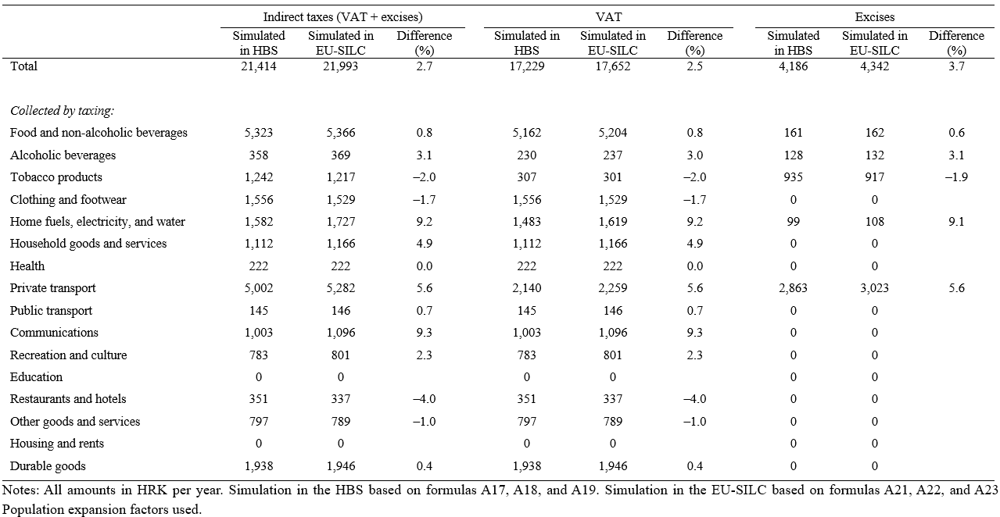 Indirect taxes (VAT + excises) VAT Excises
Simulated in HBS Simulated in EU-SILC Difference (%) Simulated in HBS Simulated in EU-SILC Difference (%) Simulated in HBS Simulated in EU-SILC Difference (%)
Total 21,414 21,993 2.7 17,229 17,652 2.5 4,186 4,342 3.7
Collected by taxing:
Food and non-alcoholic beverages 5,323 5,366 0.8 5,162 5,204 0.8 161 162 0.6
Alcoholic beverages 358 369 3.1 230 237 3.0 128 132 3.1
Tobacco products 1,242 1,217 –2.0 307 301 –2.0 935 917 –1.9
Clothing and footwear 1,556 1,529 –1.7 1,556 1,529 –1.7 0 0
Home fuels, electricity, and water 1,582 1,727 9.2 1,483 1,619 9.2 99 108 9.1
Household goods and services 1,112 1,166 4.9 1,112 1,166 4.9 0 0
Health 222 222 0.0 222 222 0.0 0 0
Private transport 5,002 5,282 5.6 2,140 2,259 5.6 2,863 3,023 5.6
Public transport 145 146 0.7 145 146 0.7 0 0
Communications 1,003 1,096 9.3 1,003 1,096 9.3 0 0
Recreation and culture 783 801 2.3 783 801 2.3 0 0
Education 0 0 0 0 0 0
Restaurants and hotels 351 337 –4.0 351 337 –4.0 0 0
Other goods and services 797 789 –1.0 797 789 –1.0 0 0
Housing and rents 0 0 0 0 0 0
Durable goods 1,938 1,946 0.4 1,938 1,946 0.4 0 0
Notes: All amounts in HRK per year. Simulation in the HBS based on formulas A17, A18, and A19. Simulation in the EU-SILC based on formulas A21, A22, and A23
Population expansion factors used.